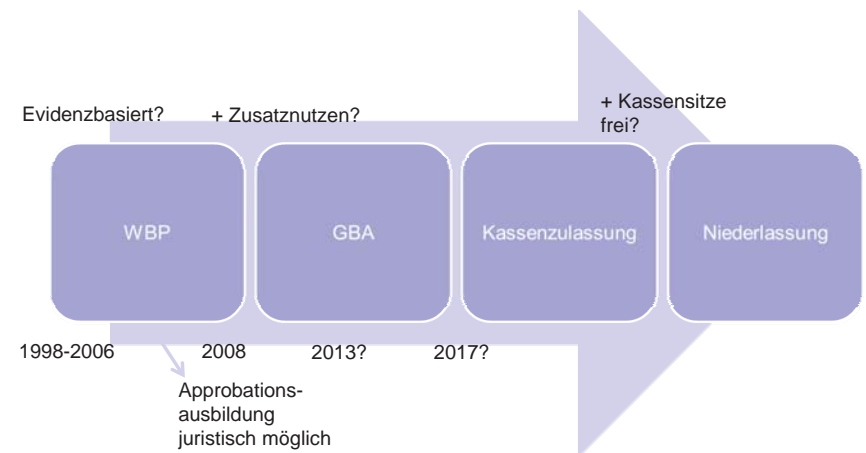 Evidenzbasiert?
+ Zusatznutzen?
+ Kassensitze
frei?
WBP
GBA
Kassenzulassung
Niederlassung
1998-2006
2008
2013?
2017?
Approbations-
ausbildung
juristisch möglich